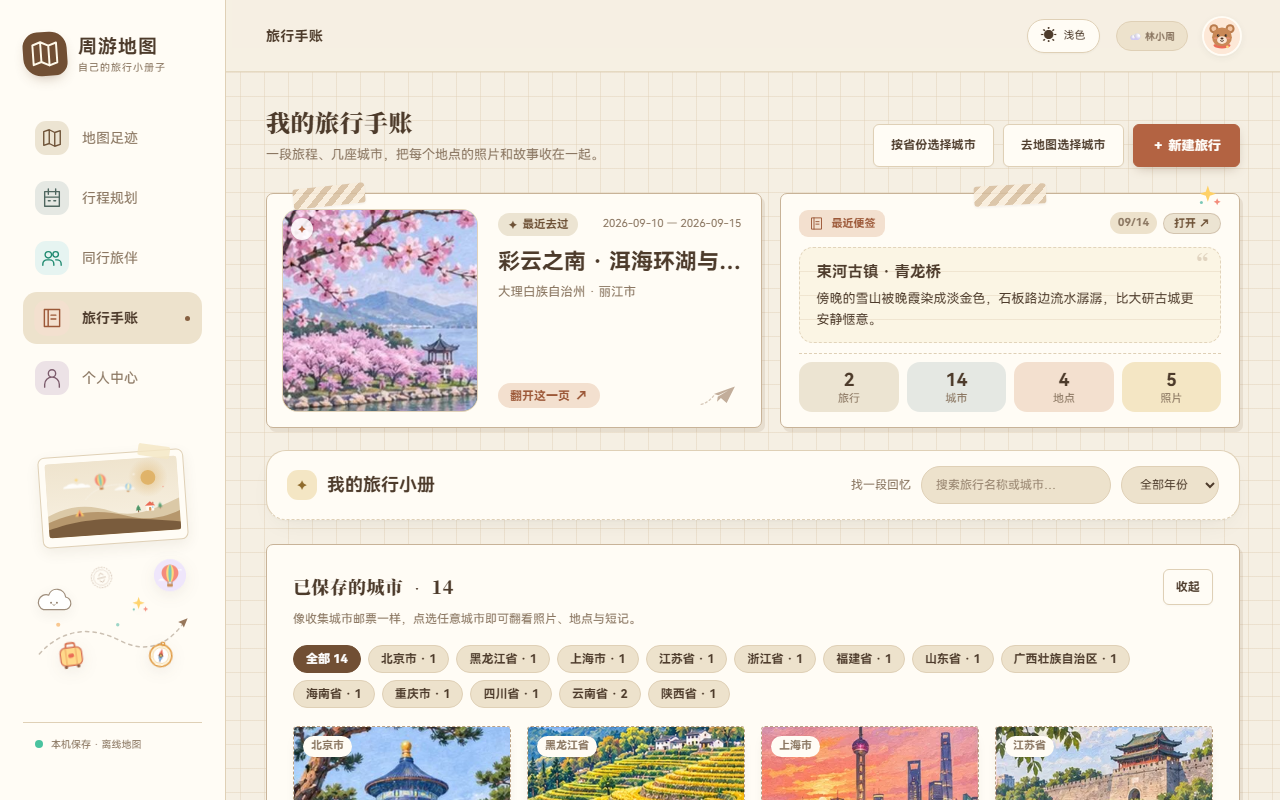 周游地图
自己的旅行小册子
地图足迹
行程规划
同行旅伴
旅行手账
个人中心
本机保存 · 离线地图
旅行手账
浅色
林小周
我的旅行手账
一段旅程、几座城市，把每个地点的照片和故事收在一起。
按省份选择城市
去地图选择城市
+ 新建旅行
✦ 最近去过
2026-09-10 — 2026-09-15
彩云之南 · 洱海环湖与...
大理白族自治州 · 丽江市
翻开这一页 ↗
最近便签
09/14
打开 ↗
束河古镇 · 青龙桥
傍晚的雪山被晚霞染成淡金色，石板路边流水潺潺，比大研古城更
安静惬意。
2
旅行
14
城市
4
地点
5
照片
我的旅行小册
找一段回忆
搜索旅行名称或城市...
全部年份
已保存的城市 · 14
收起
像收集城市邮票一样，点选任意城市即可翻看照片、地点与短记。
全部 14
北京市 · 1
黑龙江省 · 1
上海市 · 1
江苏省 · 1
浙江省 · 1
福建省 · 1
山东省 · 1
广西壮族自治区 · 1
海南省 · 1
重庆市 · 1
四川省 · 1
云南省 · 2
陕西省 · 1
北京市
黑龙江省
上海市
江苏省